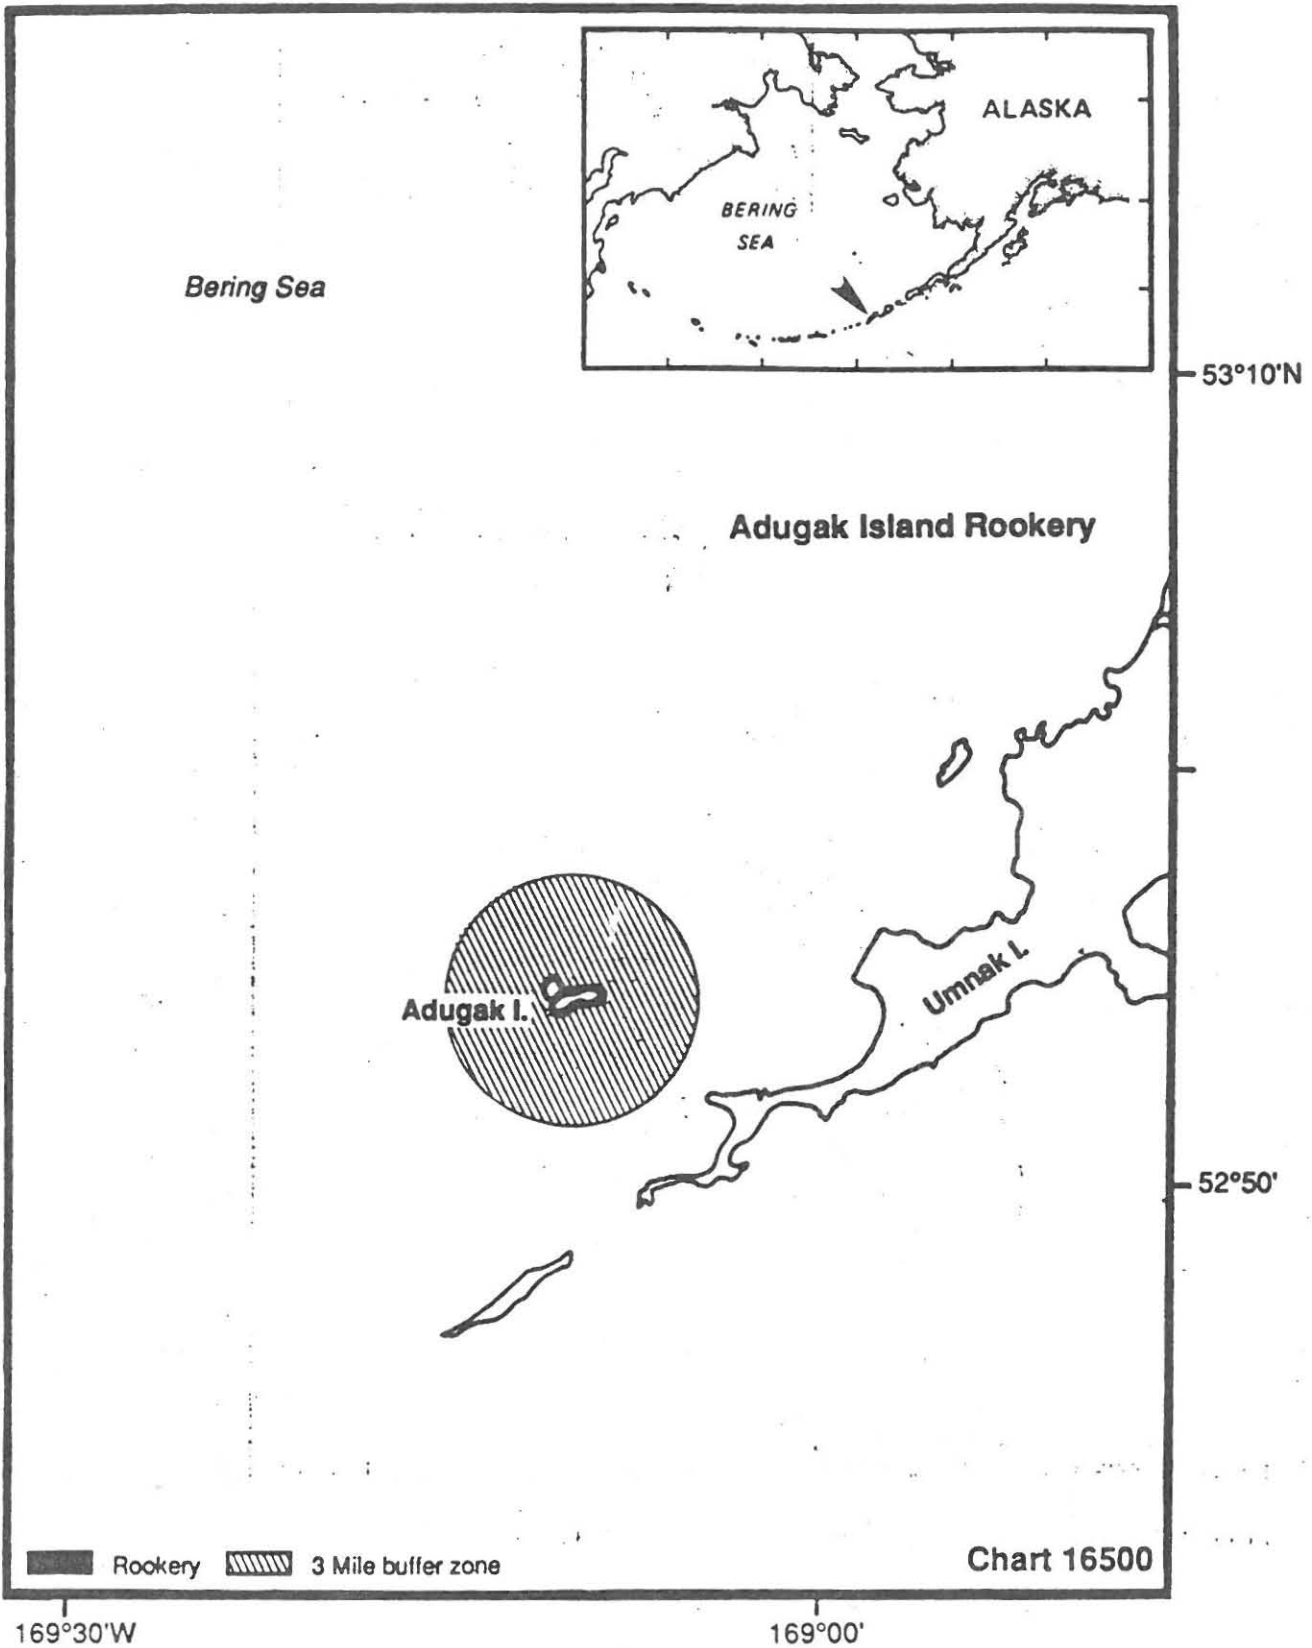 ALASKA
BERING
SEA
Bering Sea
53°10'N
Adugak Island Rookery
Adugak I.
Umnak I.
52°50'
Rookery
3 Mile buffer zone
Chart 16500
169°30'W
169°00'